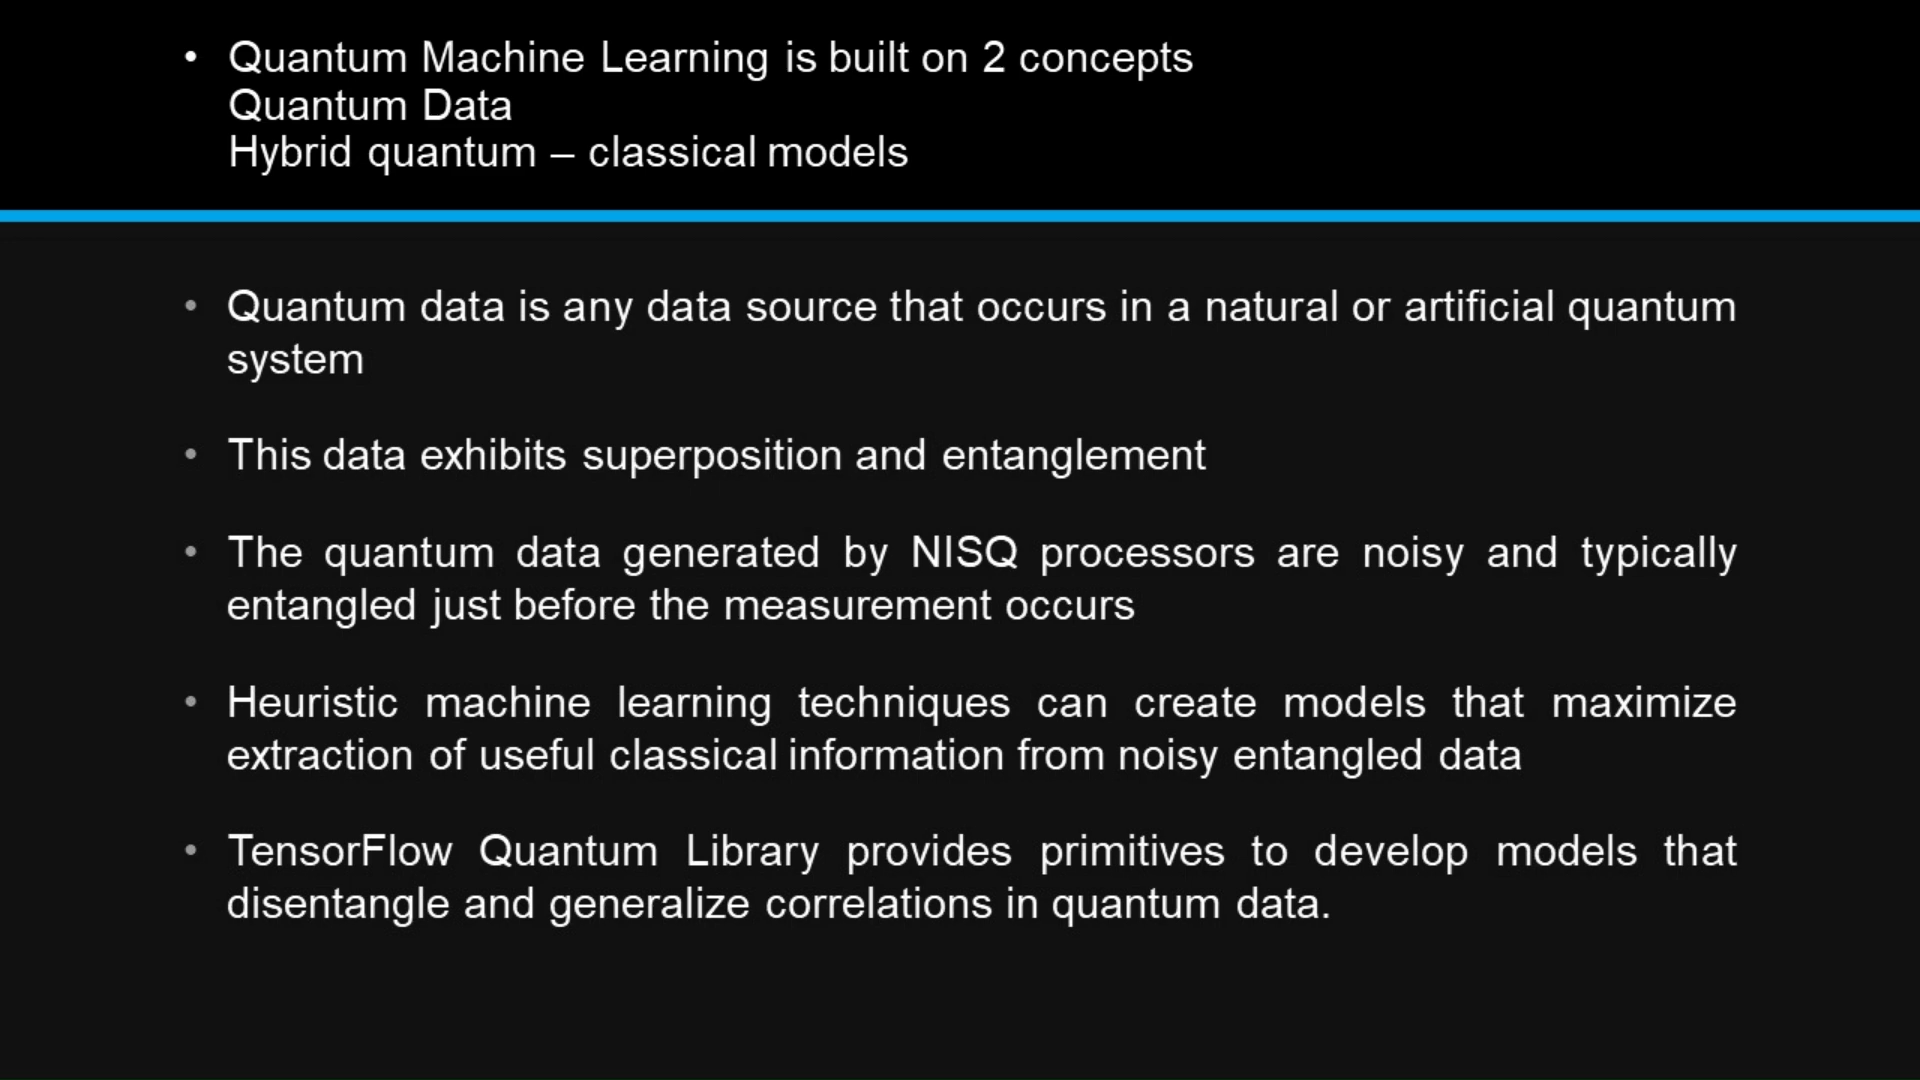 • Quantum Machine Learning is built on 2 concepts
Quantum Data
Hybrid quantum – classical models
• Quantum data is any data source that occurs in a natural or artificial quantum
system
• This data exhibits superposition and entanglement
• The quantum data generated by NISQ processors are noisy and typically
entangled just before the measurement occurs
• Heuristic machine learning techniques can create models that maximize
extraction of useful classical information from noisy entangled data
• TensorFlow Quantum Library provides primitives to develop models that
disentangle and generalize correlations in quantum data.